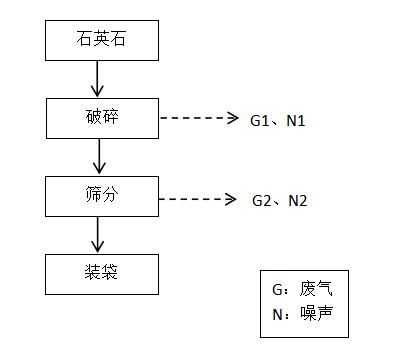 石英石
破碎
G1、N1
筛分
G2、N2
装袋
G：废气
N：噪声